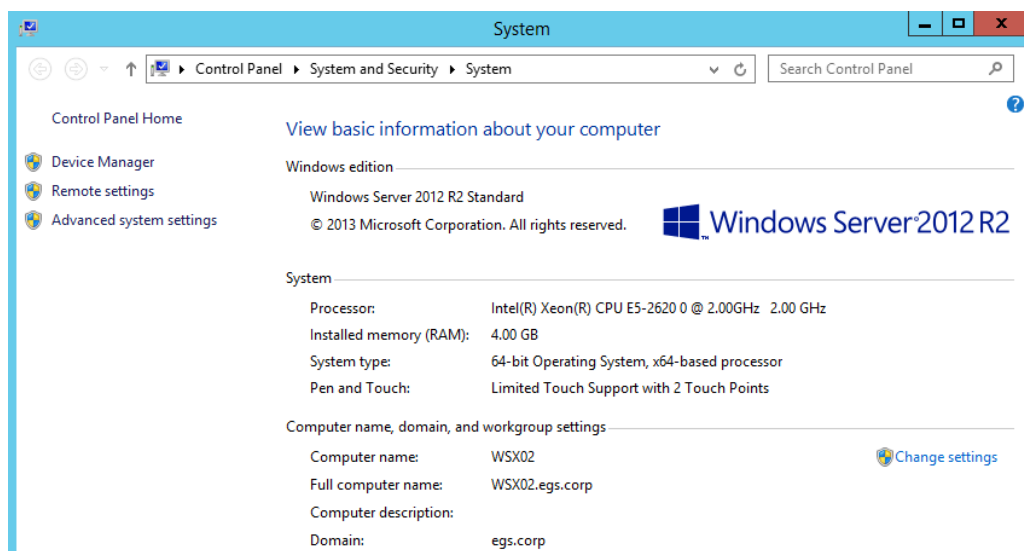 System
Control Panel System and Security System
Search Control Panel
Control Panel Home
Device Manager
Remote settings
Advanced system settings
View basic information about your computer
Windows edition
Windows Server 2012 R2 Standard
© 2013 Microsoft Corporation. All rights reserved.
Windows Server 2012 R2
System
Processor: Intel(R) Xeon(R) CPU E5-2620 0 @ 2.00GHz 2.00 GHz
Installed memory (RAM): 4.00 GB
System type: 64-bit Operating System, x64-based processor
Pen and Touch: Limited Touch Support with 2 Touch Points
Computer name, domain, and workgroup settings
Computer name: WSX02 Change settings
Full computer name: WSX02.egs.corp
Computer description:
Domain: egs.corp